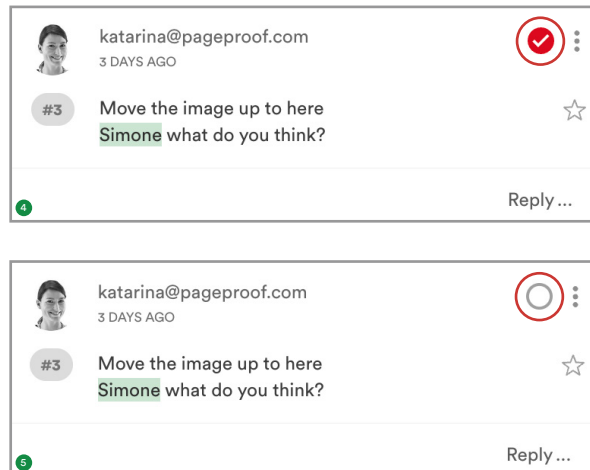 katarina@pageproof.com
3 DAYS AGO
#3
Move the image up to here
Simone what do you think?
Reply ...
4
katarina@pageproof.com
3 DAYS AGO
#3
Move the image up to here
Simone what do you think?
Reply ...
5